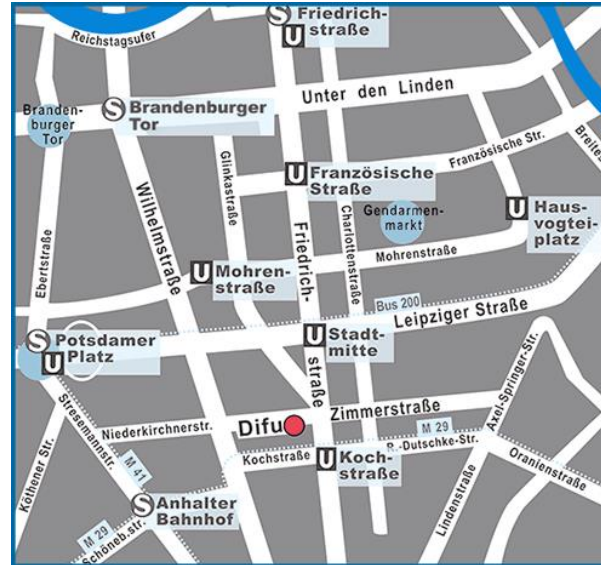 Reichstagsufer
S Friedrich-
U straße
Unter den Linden
Branden-
burger
Tor
S Brandenburger
Tor
Glinkastraße
Wilhelmstraße
U Französische
Straße
Französische Str.
Breites
Gendarmen-
markt
U Haus-
vogtei-
platz
Charlottenstraße
Friedrich-
straße
Mohrenstraße
U Mohren-
straße
Ebertstraße
Bus 200
Leipziger Straße
S Potsdamer
U Platz
U Stadt-
mitte
Axel-Springer-Str.
Zimmerstraße
Niederkirchnerstr.
Difu
Stresemannstr.
M 41
Köthener Str.
Kochstraße
U Koch-
straße
R.-Dutschke-Str.
M 29
Oranienstraße
Lindenstraße
S Anhalter
Bahnhof
M 29
Schöneb.str.